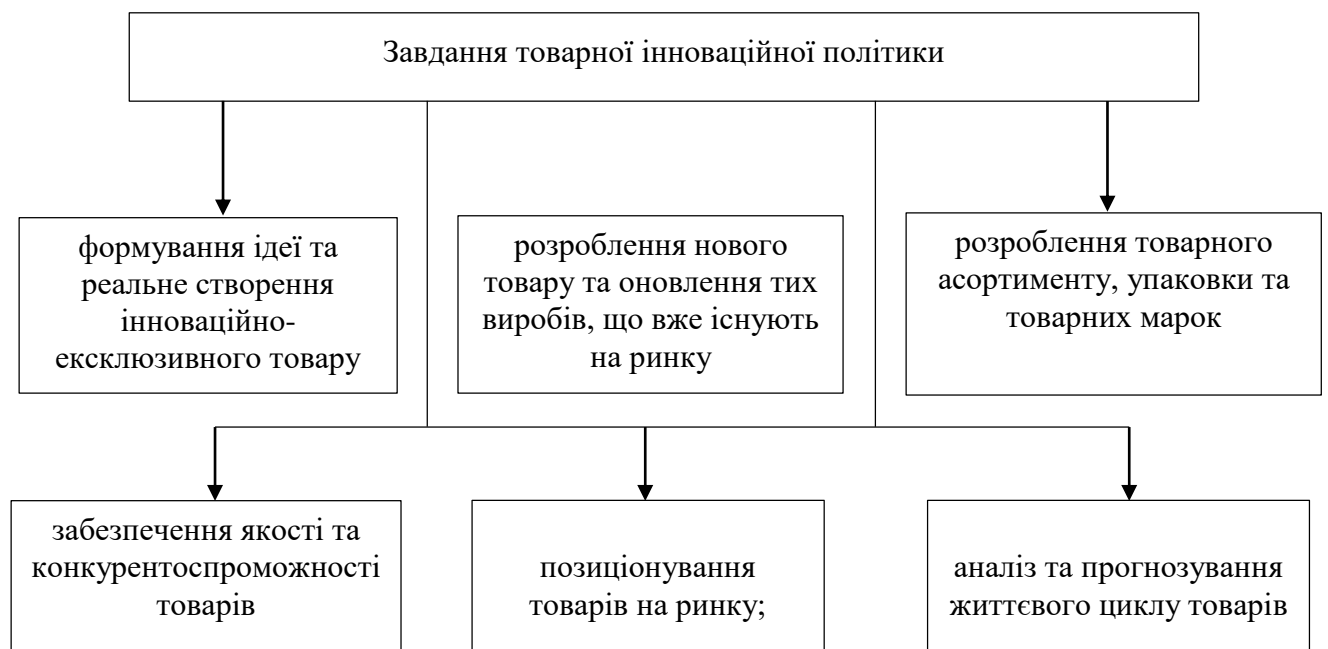 Завдання товарної інноваційної політики
формування ідеї та
реальне створення
інноваційно-
ексклюзивного товару
розроблення нового
товару та оновлення тих
виробів, що вже існують
на ринку
розроблення товарного
асортименту, упаковки та
товарних марок
забезпечення якості та
конкурентоспроможності
товарів
позиціонування
товарів на ринку;
аналіз та прогнозування
життєвого циклу товарів